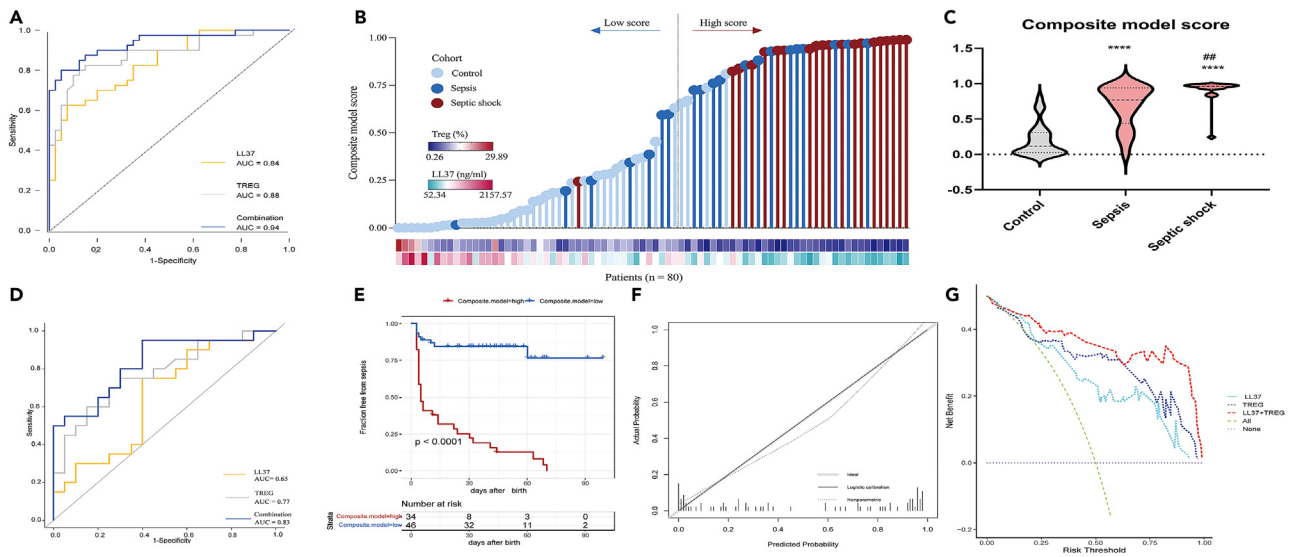 A
1.0
0.8
0.6
0.4
0.2
0.0
Sensitivity
LL37
AUC = 0.84
TREG
AUC = 0.88
Combination
AUC = 0.94
0.0
0.2
0.4
0.6
0.8
1.0
1-Specificity
B
Low score
High score
1.00
0.75
0.50
0.25
0.00
Composite model score
Cohort
Control
Sepsis
Septic shock
Treg (%)
0.26
29.89
LL37 (ng/ml)
52.34
2157.57
Patients (n = 80)
C
Composite model score
1.5
1.0
0.5
0.0
-0.5
****
##
****
Control
Sepsis
Septic shock
D
1.0
0.8
0.6
0.4
0.2
0.0
Sensitivity
LL37
AUC= 0.65
TREG
AUC = 0.77
Combination
AUC = 0.83
0.0
0.2
0.4
0.6
0.8
1.0
1-Specificity
E
Composite.model=high
Composite.model=low
1.00
0.75
0.50
0.25
0.00
Fraction free from sepsis
p < 0.0001
0
30
60
90
days after birth
Number at risk
Strata
Composite.model=high
34
8
3
0
Composite.model=low
46
32
11
2
0
30
60
90
days after birth
F
1.0
0.8
0.6
0.4
0.2
0.0
Actual Probability
Ideal
Logistic calibration
Nonparametric
0.0
0.2
0.4
0.6
0.8
1.0
Predicted Probability
G
0.4
0.2
0.0
−0.2
Net Benefit
LL37
TREG
LL37+TREG
All
None
0.00
0.25
0.50
0.75
1.00
Risk Threshold